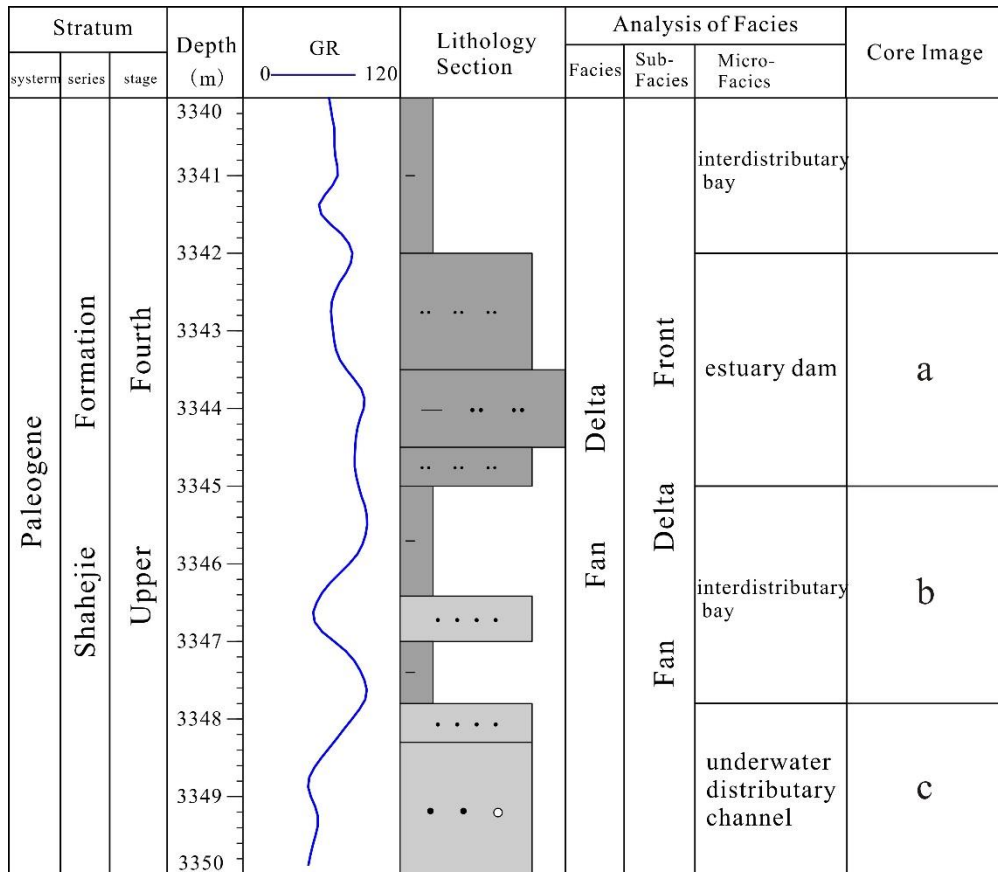 Stratum
Depth
(m)
GR
0 120
Lithology
Section
Analysis of Facies
Core Image
systerm
series
stage
Facies
Sub-
Facies
Micro-
Facies
3340
3341
3342
3343
3344
3345
3346
3347
3348
3349
3350
Paleogene
Shahejie Formation
Upper Fourth
Fan Delta
Fan Delta Front
interdistributary
bay
estuary dam
a
interdistributary
bay
b
underwater
distributary
channel
c